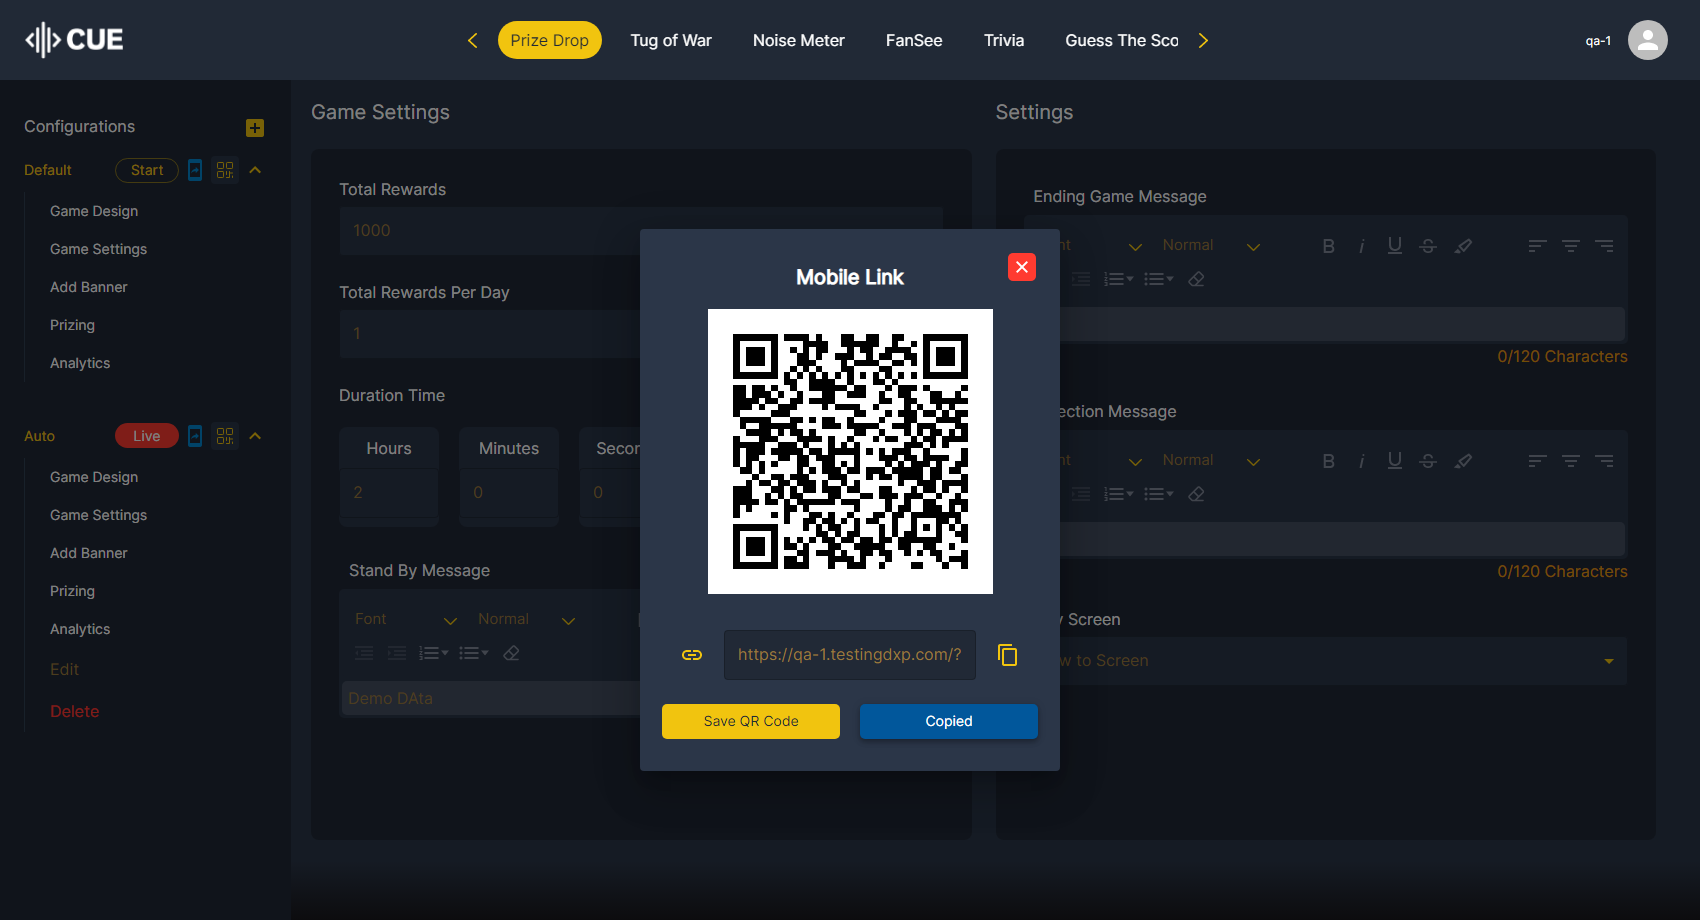 CUE
Prize Drop
Tug of War
Noise Meter
FanSee
Trivia
Guess The Sco
qa-1
Configurations
Default
Start
Game Design
Game Settings
Add Banner
Prizing
Analytics
Auto
Live
Game Design
Game Settings
Add Banner
Prizing
Analytics
Edit
Delete
Game Settings
Total Rewards
1000
Total Rewards Per Day
1
Duration Time
Hours
Minutes
Secon
2
0
0
Stand By Message
Font
Normal
Demo DAta
Mobile Link
https://qa-1.testingdxp.com/?
Save QR Code
Copied
Settings
Ending Game Message
nt
Normal
0/120 Characters
ection Message
nt
Normal
0/120 Characters
y Screen
w to Screen